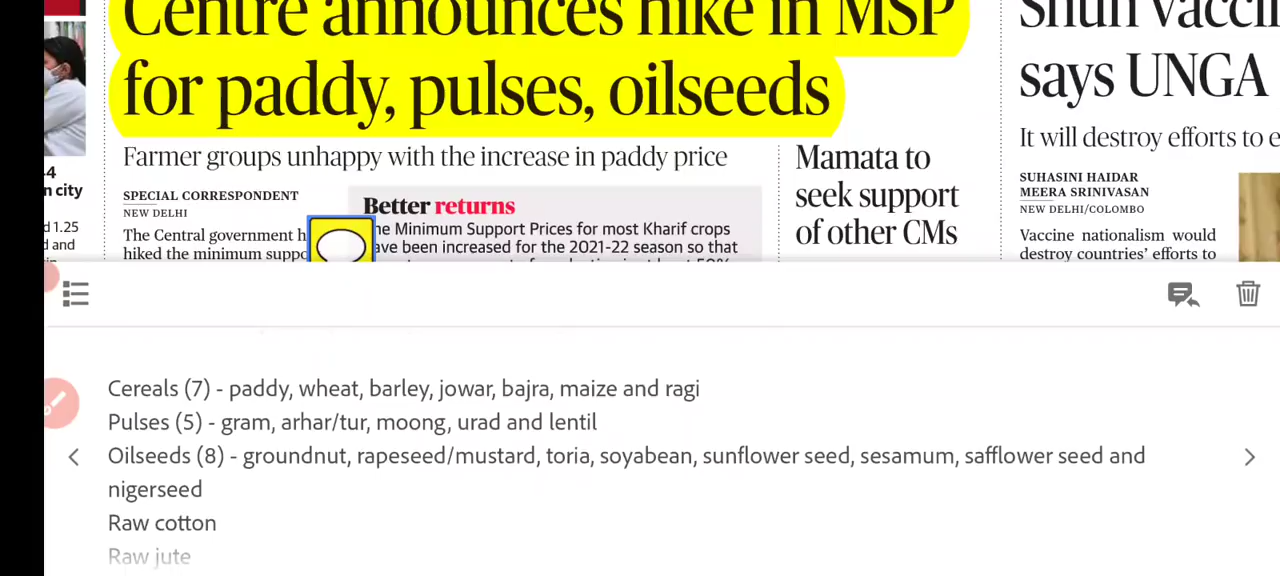 Centre announces hike in MSP
for paddy, pulses, oilseeds
Farmer groups unhappy with the increase in paddy price
SPECIAL CORRESPONDENT
NEW DELHI
The Central government h
hiked the minimum suppo
Better returns
he Minimum Support Prices for most Kharif crops
ave been increased for the 2021-22 season so that
Mamata to
seek support
of other CMs
says UNGA
It will destroy efforts to e
SUHASINI HAIDAR
MEERA SRINIVASAN
NEW DELHI/COLOMBO
Vaccine nationalism would
destroy countries' efforts to
-4
n city
d 1.25
d and
Cereals (7) - paddy, wheat, barley, jowar, bajra, maize and ragi
Pulses (5) - gram, arhar/tur, moong, urad and lentil
Oilseeds (8) - groundnut, rapeseed/mustard, toria, soyabean, sunflower seed, sesamum, safflower seed and
nigerseed
Raw cotton
Raw jute